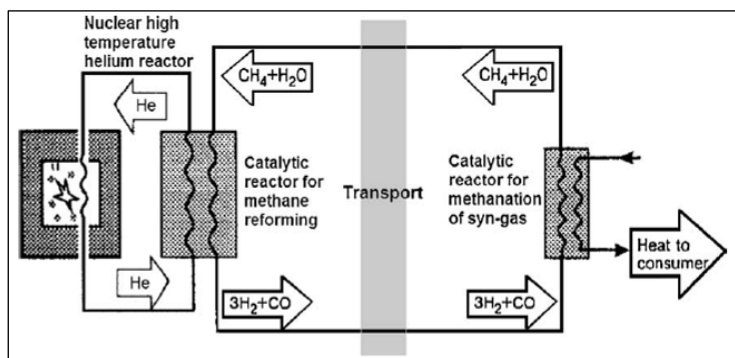 Nuclear high
temperature
helium reactor
He
CH₄+H₂O
CH₄+H₂O
Catalytic
reactor for
methane
reforming
Transport
Catalytic
reactor for
methanation
of syn-gas
Heat to
consumer
He
3H₂+CO
3H₂+CO